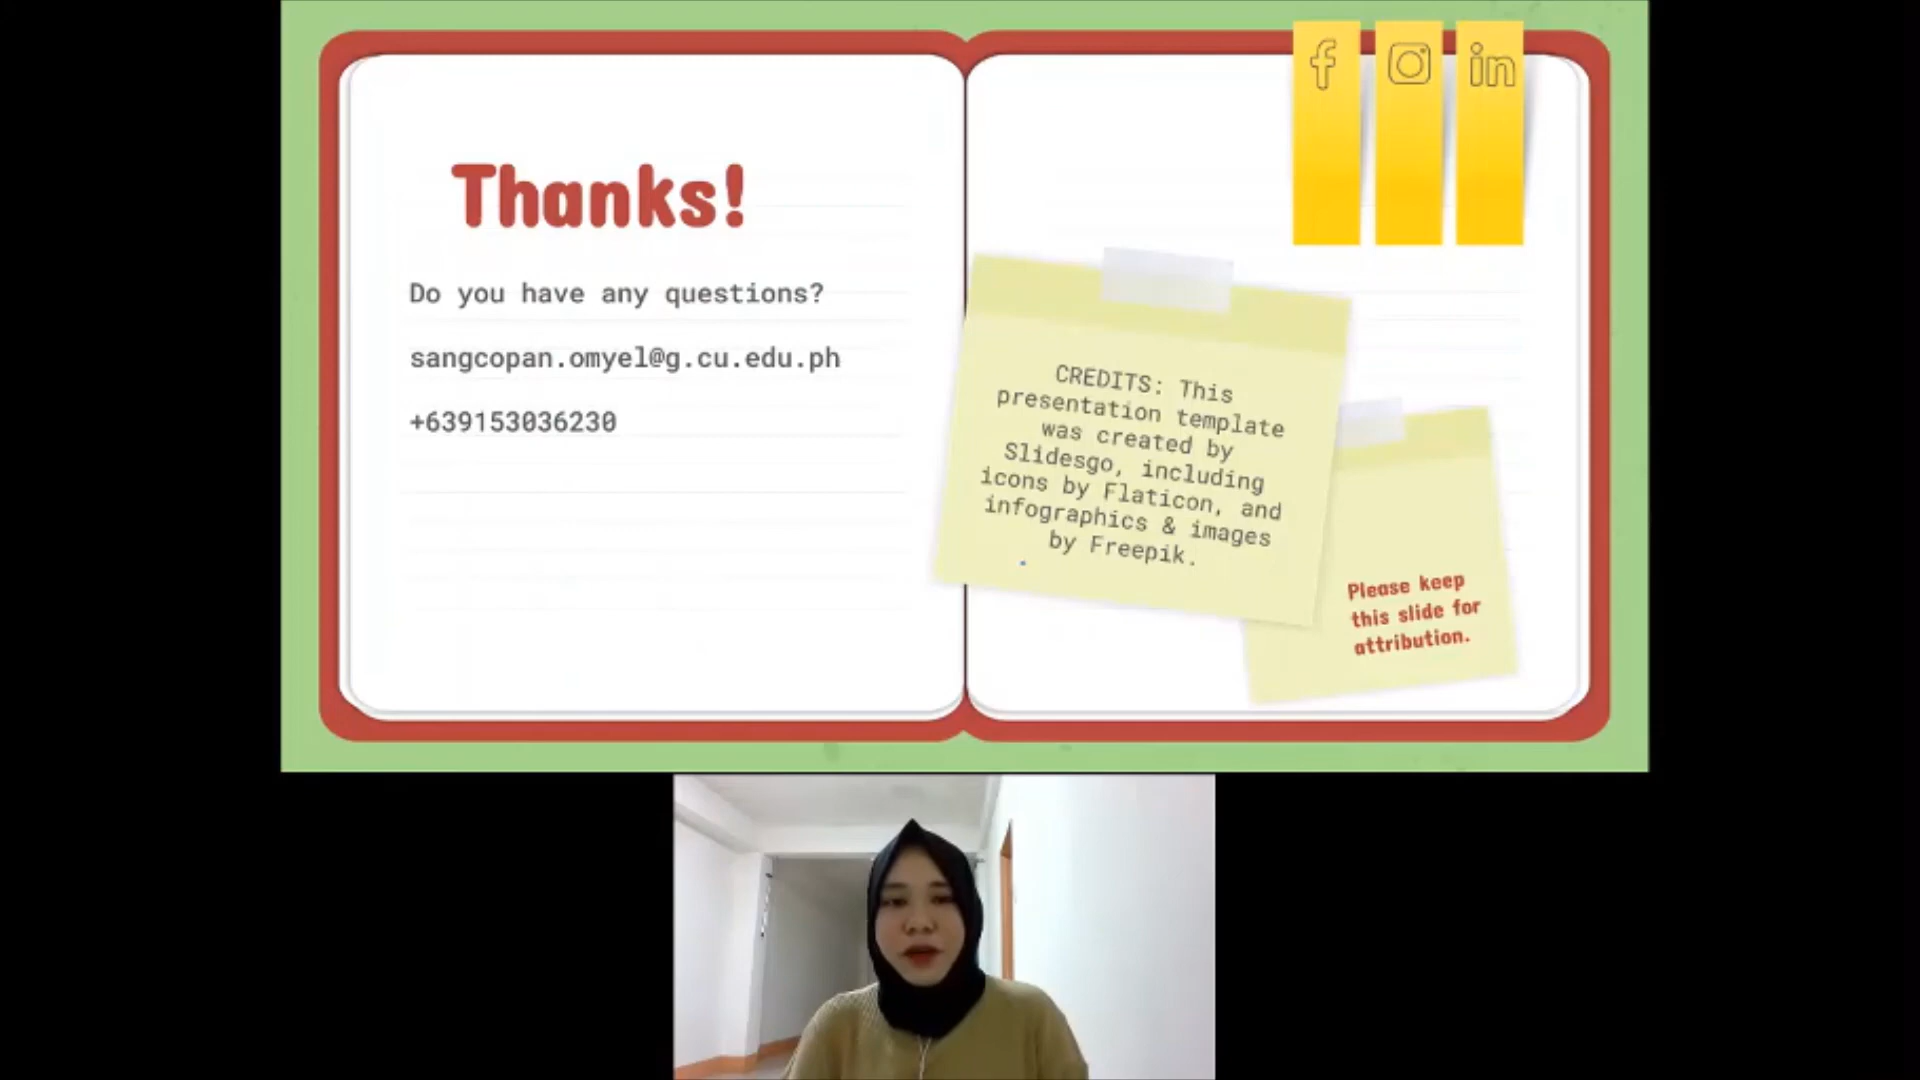 Thanks!
Do you have any questions?
sangcopan.omyel@g.cu.edu.ph
+639153036230
f
in
CREDITS: This
presentation template
was created by
Slidesgo, including
icons by Flaticon, and
infographics & images
by Freepik.
Please keep
this slide for
attribution.